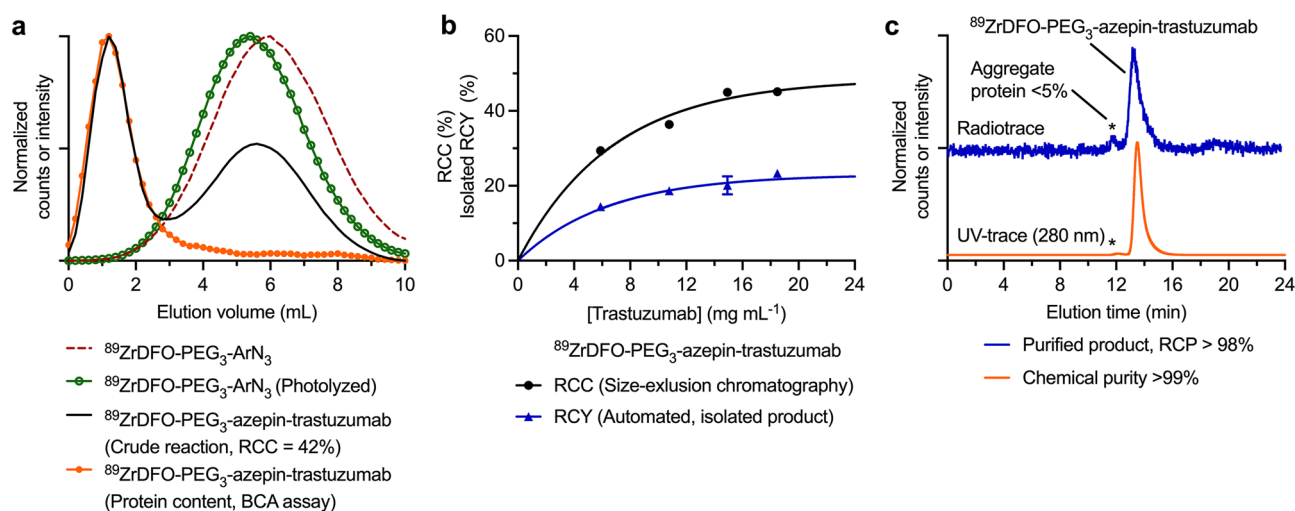 a
Normalized
counts or intensity
0 2 4 6 8 10
Elution volume (mL)
⁸⁹ZrDFO-PEG₃-ArN₃
⁸⁹ZrDFO-PEG₃-ArN₃ (Photolyzed)
⁸⁹ZrDFO-PEG₃-azepin-trastuzumab
(Crude reaction, RCC = 42%)
⁸⁹ZrDFO-PEG₃-azepin-trastuzumab
(Protein content, BCA assay)
b
RCC (%)
Isolated RCY (%)
60
40
20
0
0 4 8 12 16 20 24
[Trastuzumab] (mg mL⁻¹)
⁸⁹ZrDFO-PEG₃-azepin-trastuzumab
RCC (Size-exlusion chromatography)
RCY (Automated, isolated product)
c
Normalized
counts or intensity
⁸⁹ZrDFO-PEG₃-azepin-trastuzumab
Aggregate
protein <5%
*
Radiotrace
UV-trace (280 nm) *
0 4 8 12 16 20 24
Elution time (min)
Purified product, RCP > 98%
Chemical purity >99%